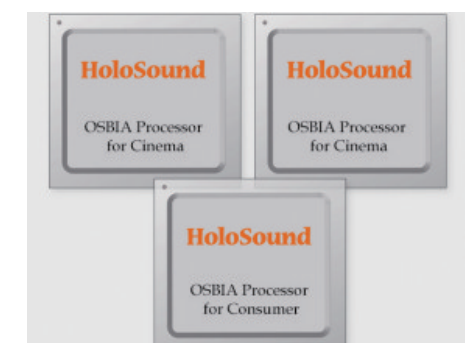 HoloSound
OSBIA Processor
for Cinema
HoloSound
OSBIA Processor
for Cinema
HoloSound
OSBIA Processor
for Consumer